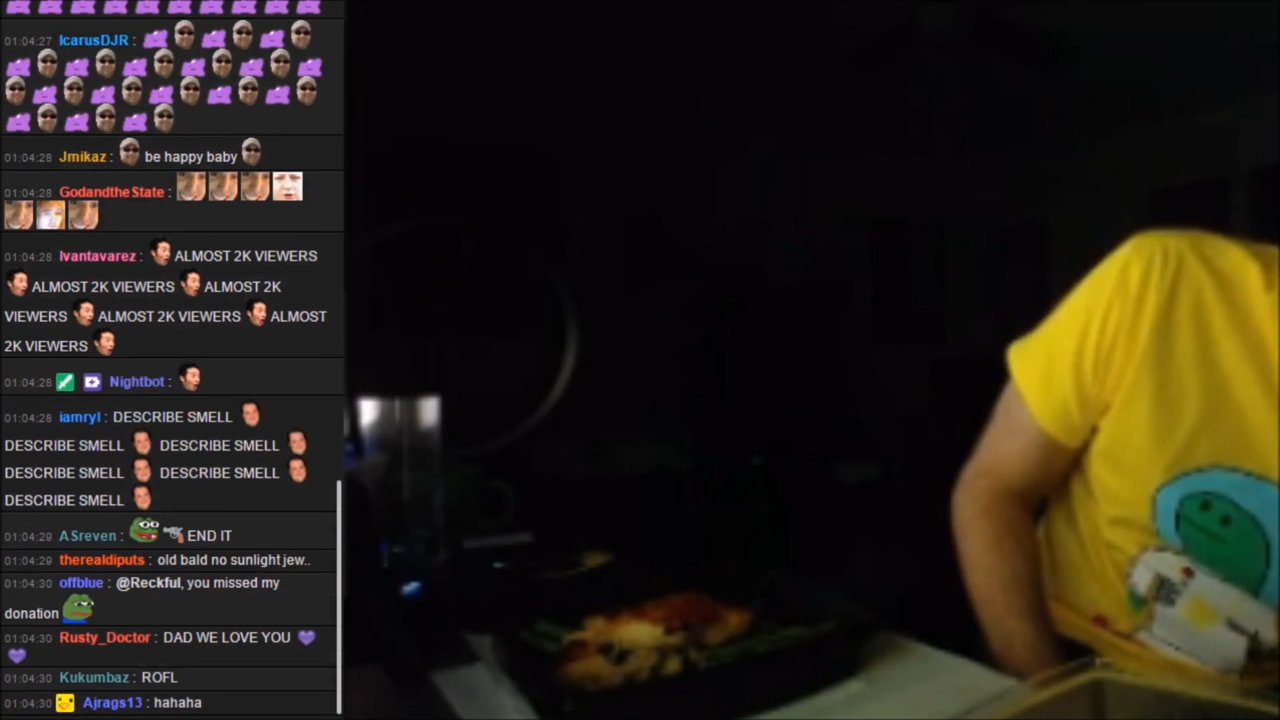 01:04:27 IcarusDJR :
01:04:28 Jmikaz : be happy baby
01:04:28 GodandtheState :
01:04:28 Ivantavarez : ALMOST 2K VIEWERS
ALMOST 2K VIEWERS ALMOST 2K
VIEWERS ALMOST 2K VIEWERS ALMOST
2K VIEWERS
01:04:28 Nightbot :
01:04:28 iamryl : DESCRIBE SMELL
DESCRIBE SMELL DESCRIBE SMELL
DESCRIBE SMELL DESCRIBE SMELL
DESCRIBE SMELL
01:04:29 ASreven : END IT
01:04:29 therealdiputs : old bald no sunlight jew..
01:04:30 offblue : @Reckful, you missed my
donation
01:04:30 Rusty_Doctor : DAD WE LOVE YOU
01:04:30 Kukumbaz : ROFL
01:04:30 Ajrags13 : hahaha